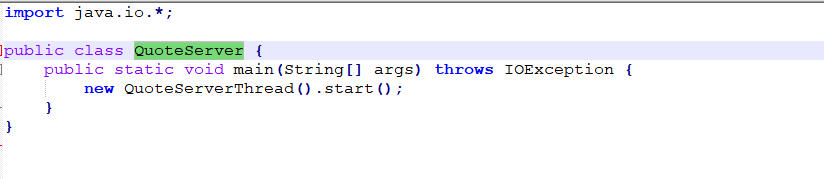 import java.io.*;
public class QuoteServer {
    public static void main(String[] args) throws IOException {
        new QuoteServerThread().start();
    }
}